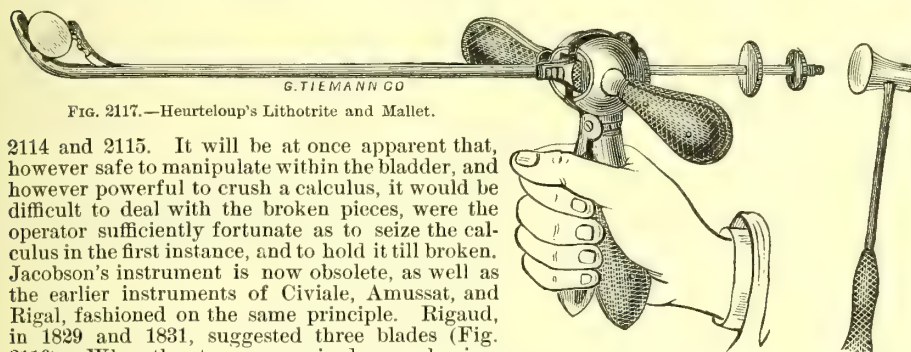 G. TIEMANN CO
FIG. 2117.—Heurteloup's Lithotrite and Mallet.
2114 and 2115. It will be at once apparent that,
however safe to manipulate within the bladder, and
however powerful to crush a calculus, it would be
difficult to deal with the broken pieces, were the
operator sufficiently fortunate as to seize the cal-
culus in the first instance, and to hold it till broken.
Jacobson's instrument is now obsolete, as well as
the earlier instruments of Civiale, Amussat, and
Rigal, fashioned on the same principle. Rigaud,
in 1829 and 1831, suggested three blades (Fig.